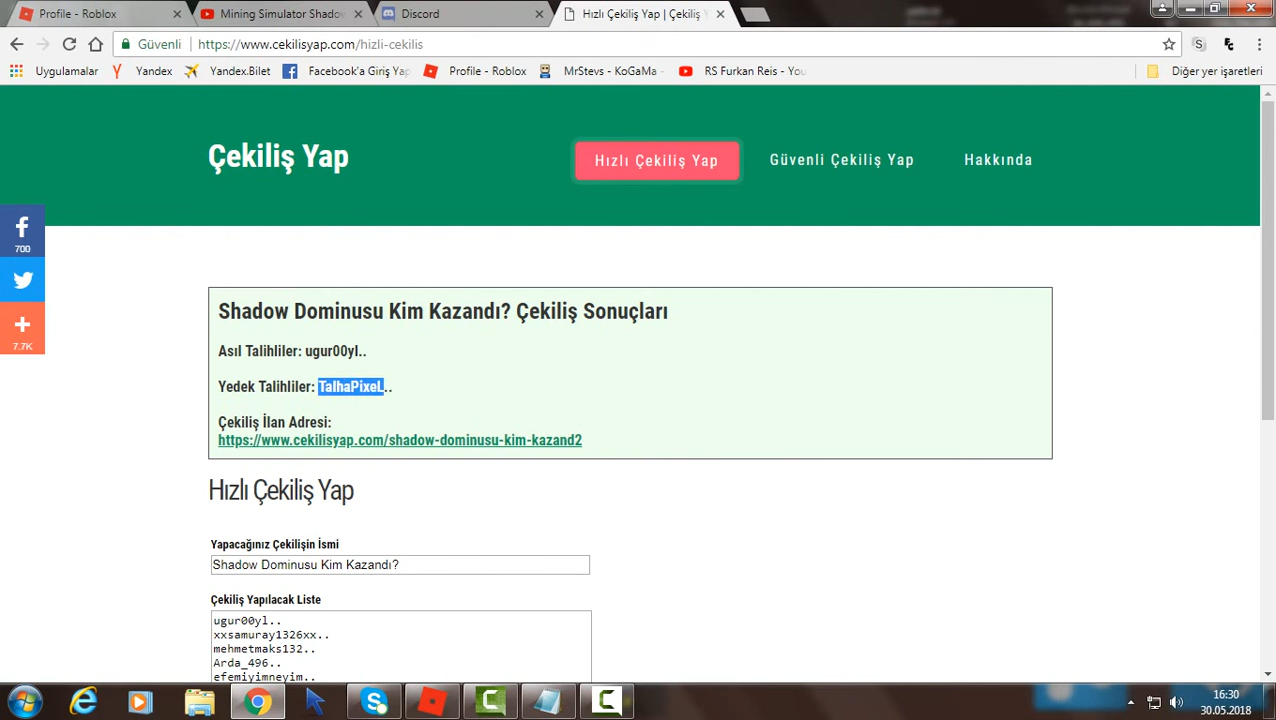 Profile - Roblox
Mining Simulator Shadow
Discord
Hızlı Çekiliş Yap | Çekiliş Y
Güvenli
https://www.cekilisyap.com/hizli-cekilis
Uygulamalar
Yandex
Yandex.Bilet
Facebook'a Giriş Yap
Profile - Roblox
MrStevs - KoGaMa -
RS Furkan Reis - You
Diğer yer işaretleri
Çekiliş Yap
Hızlı Çekiliş Yap
Güvenli Çekiliş Yap
Hakkında
700
7.7K
Shadow Dominusu Kim Kazandı? Çekiliş Sonuçları
Asıl Talihliler: ugur00yl..
Yedek Talihliler: TalhaPixeL..
Çekiliş İlan Adresi:
https://www.cekilisyap.com/shadow-dominusu-kim-kazand2
Hızlı Çekiliş Yap
Yapacağınız Çekilişin İsmi
Shadow Dominusu Kim Kazandı?
Çekiliş Yapılacak Liste
ugur00yl..
xxsamuray1326xx..
mehmetmaks132..
Arda_496..
efemiyimneyim..
16:30
30.05.2018